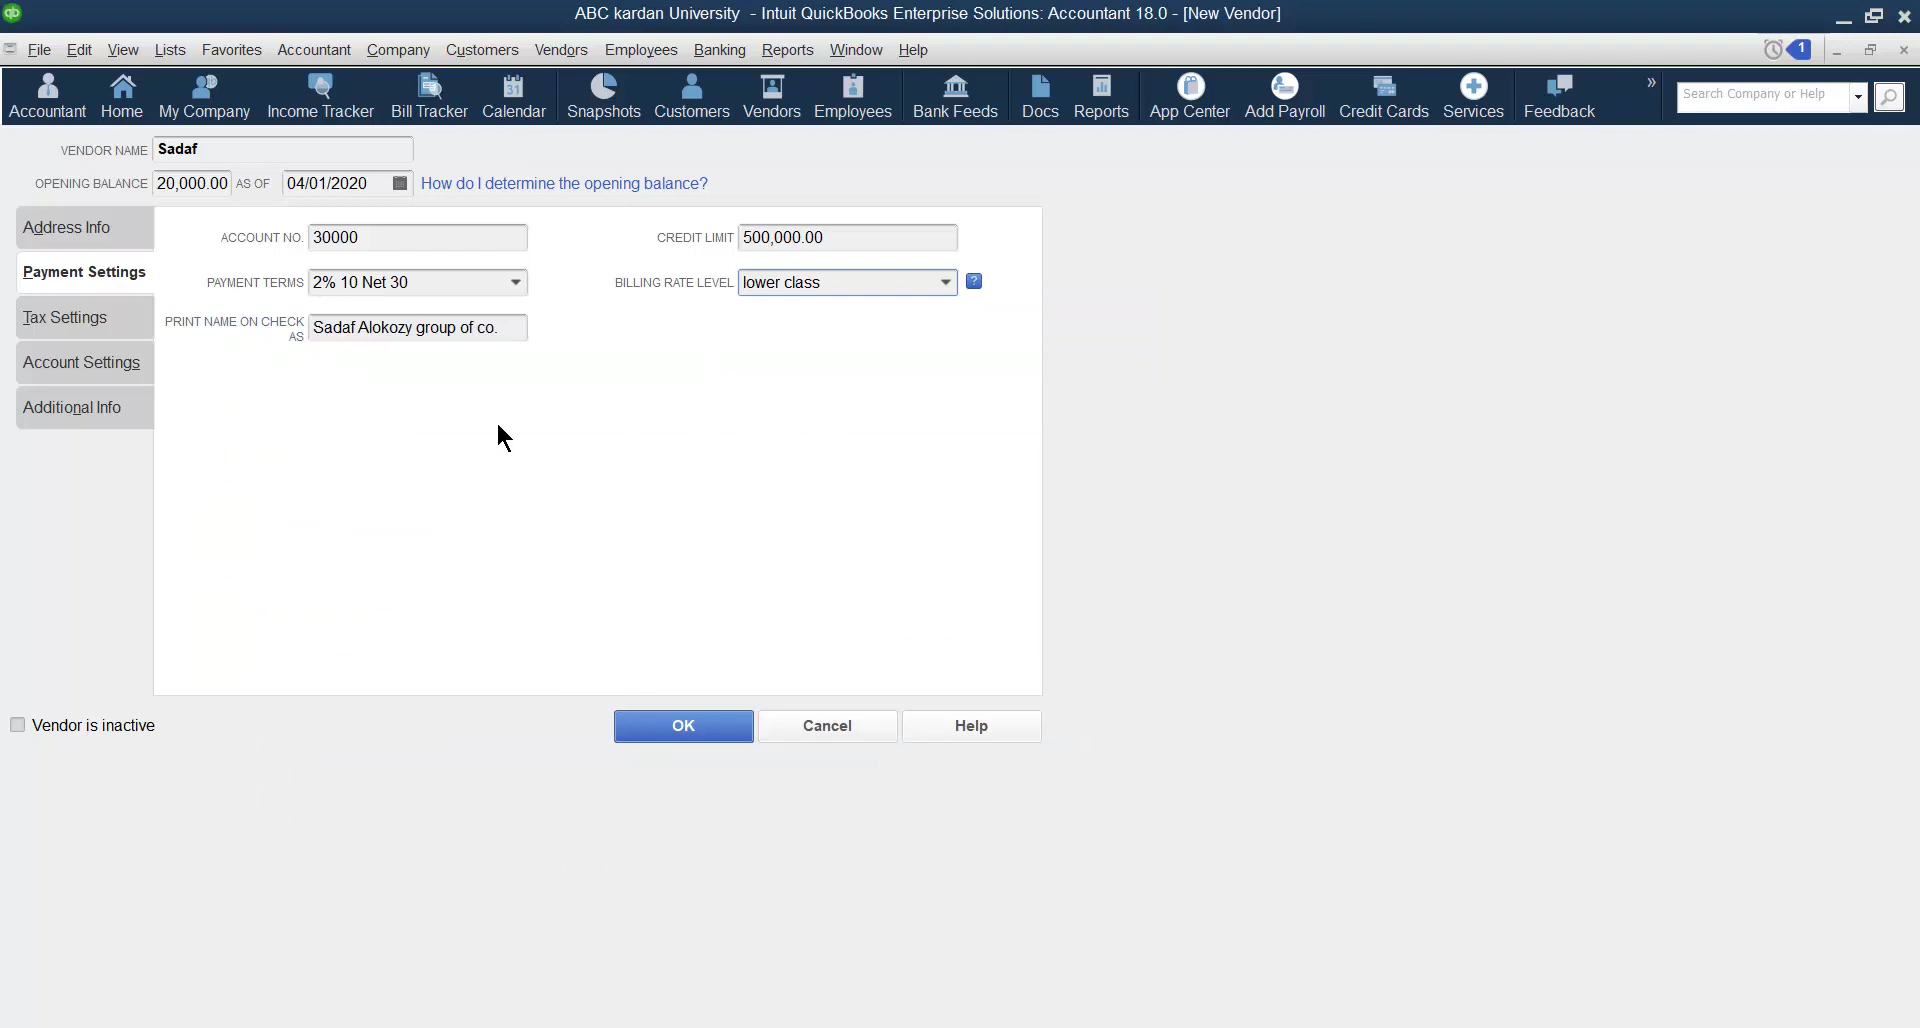 ABC kardan University - Intuit QuickBooks Enterprise Solutions: Accountant 18.0 - [New Vendor]
File Edit View Lists Favorites Accountant Company Customers Vendors Employees Banking Reports Window Help 1
31
Accountant Home My Company Income Tracker Bill Tracker Calendar Snapshots Customers Vendors Employees Bank Feeds Docs Reports App Center Add Payroll Credit Cards Services Feedback » Search Company or Help
VENDOR NAME Sadaf
OPENING BALANCE 20,000.00 AS OF 04/01/2020 How do I determine the opening balance?
Address Info
ACCOUNT NO. 30000 CREDIT LIMIT 500,000.00
Payment Settings
PAYMENT TERMS 2% 10 Net 30 BILLING RATE LEVEL lower class ?
Tax Settings
PRINT NAME ON CHECK AS Sadaf Alokozy group of co.
Account Settings
Additional Info
Vendor is inactive OK Cancel Help